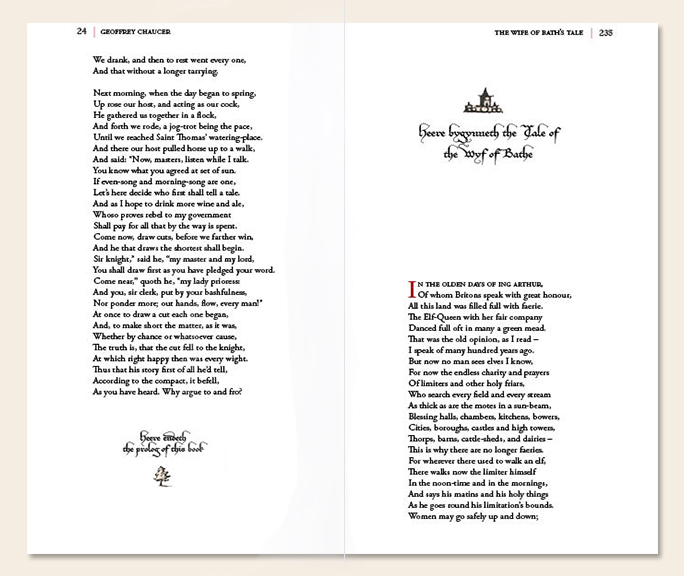 24 | GEOFFREY CHAUCER
We drank, and then to rest went every one,
And that without a longer tarrying.
Next morning, when the day began to spring,
Up rose our host, and acting as our cock,
He gathered us together in a flock,
And forth we rode, a jog-trot being the pace,
Until we reached Saint Thomas' watering-place.
And there our host pulled horse up to a walk,
And said: "Now, masters, listen while I talk.
You know what you agreed at set of sun.
If even-song and morning-song are one,
Let's here decide who first shall tell a tale.
And as I hope to drink more wine and ale,
Whoso proves rebel to my government
Shall pay for all that by the way is spent.
Come now, draw cuts, before we farther win,
And he that draws the shortest shall begin.
Sir knight," said he, "my master and my lord,
You shall draw first as you have pledged your word.
Come near," quoth he, "my lady prioress:
And you, sir clerk, put by your bashfulness,
Nor ponder more; out hands, flow, every man!"
At once to draw a cut each one began,
And, to make short the matter, as it was,
Whether by chance or whatsoever cause,
The truth is, that the cut fell to the knight,
At which right happy then was every wight.
Thus that his story first of all he'd tell,
According to the compact, it befell,
As you have heard. Why argue to and fro?
Heere endeth
the prolog of this book
THE WIFE OF BATH'S TALE | 235
Heere bygynneth the Tale of
the Wyf of Bathe
IN THE OLDEN DAYS OF ING ARTHUR,
Of whom Britons speak with great honour,
All this land was filled full with faerie.
The Elf-Queen with her fair company
Danced full oft in many a green mead.
That was the old opinion, as I read –
I speak of many hundred years ago.
But now no man sees elves I know,
For now the endless charity and prayers
Of limiters and other holy friars,
Who search every field and every stream
As thick as are the motes in a sun-beam,
Blessing halls, chambers, kitchens, bowers,
Cities, boroughs, castles and high towers,
Thorps, barns, cattle-sheds, and dairies –
This is why there are no longer faeries.
For wherever there used to walk an elf,
There walks now the limiter himself
In the noon-time and in the mornings,
And says his matins and his holy things
As he goes round his limitation's bounds.
Women may go safely up and down;